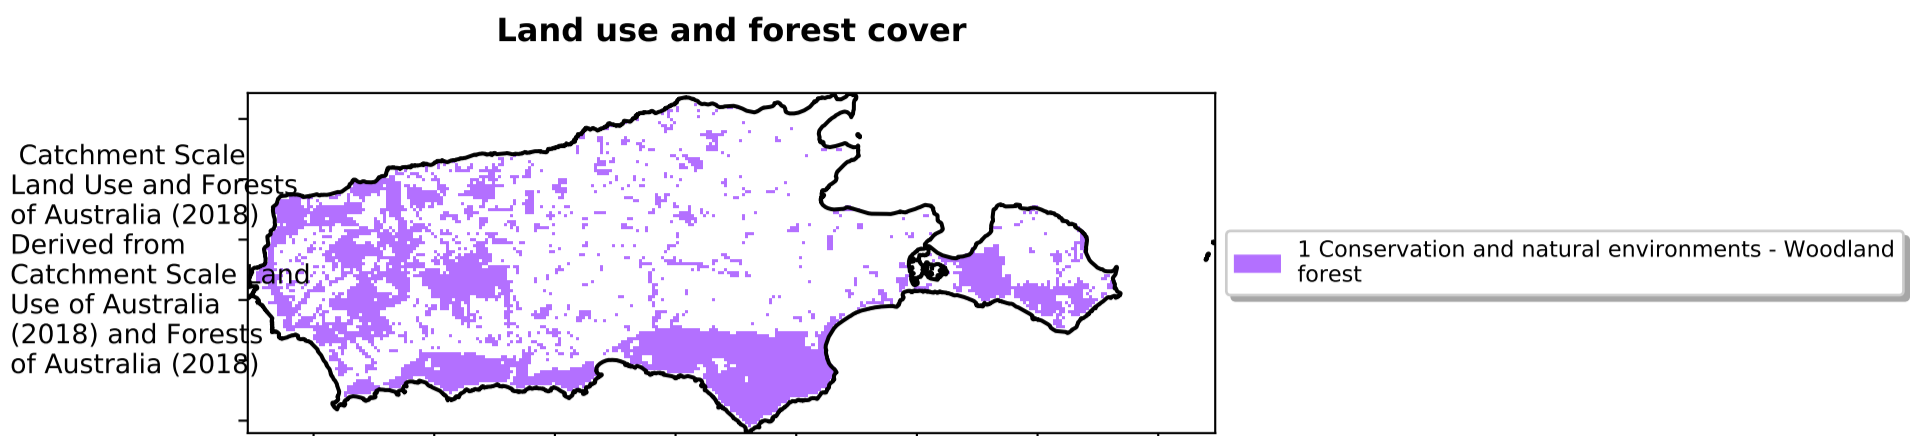 Land use and forest cover
Catchment Scale
Land Use and Forests
of Australia (2018)
Derived from
Catchment Scale Land
Use of Australia
(2018) and Forests
of Australia (2018)
1 Conservation and natural environments - Woodland
forest